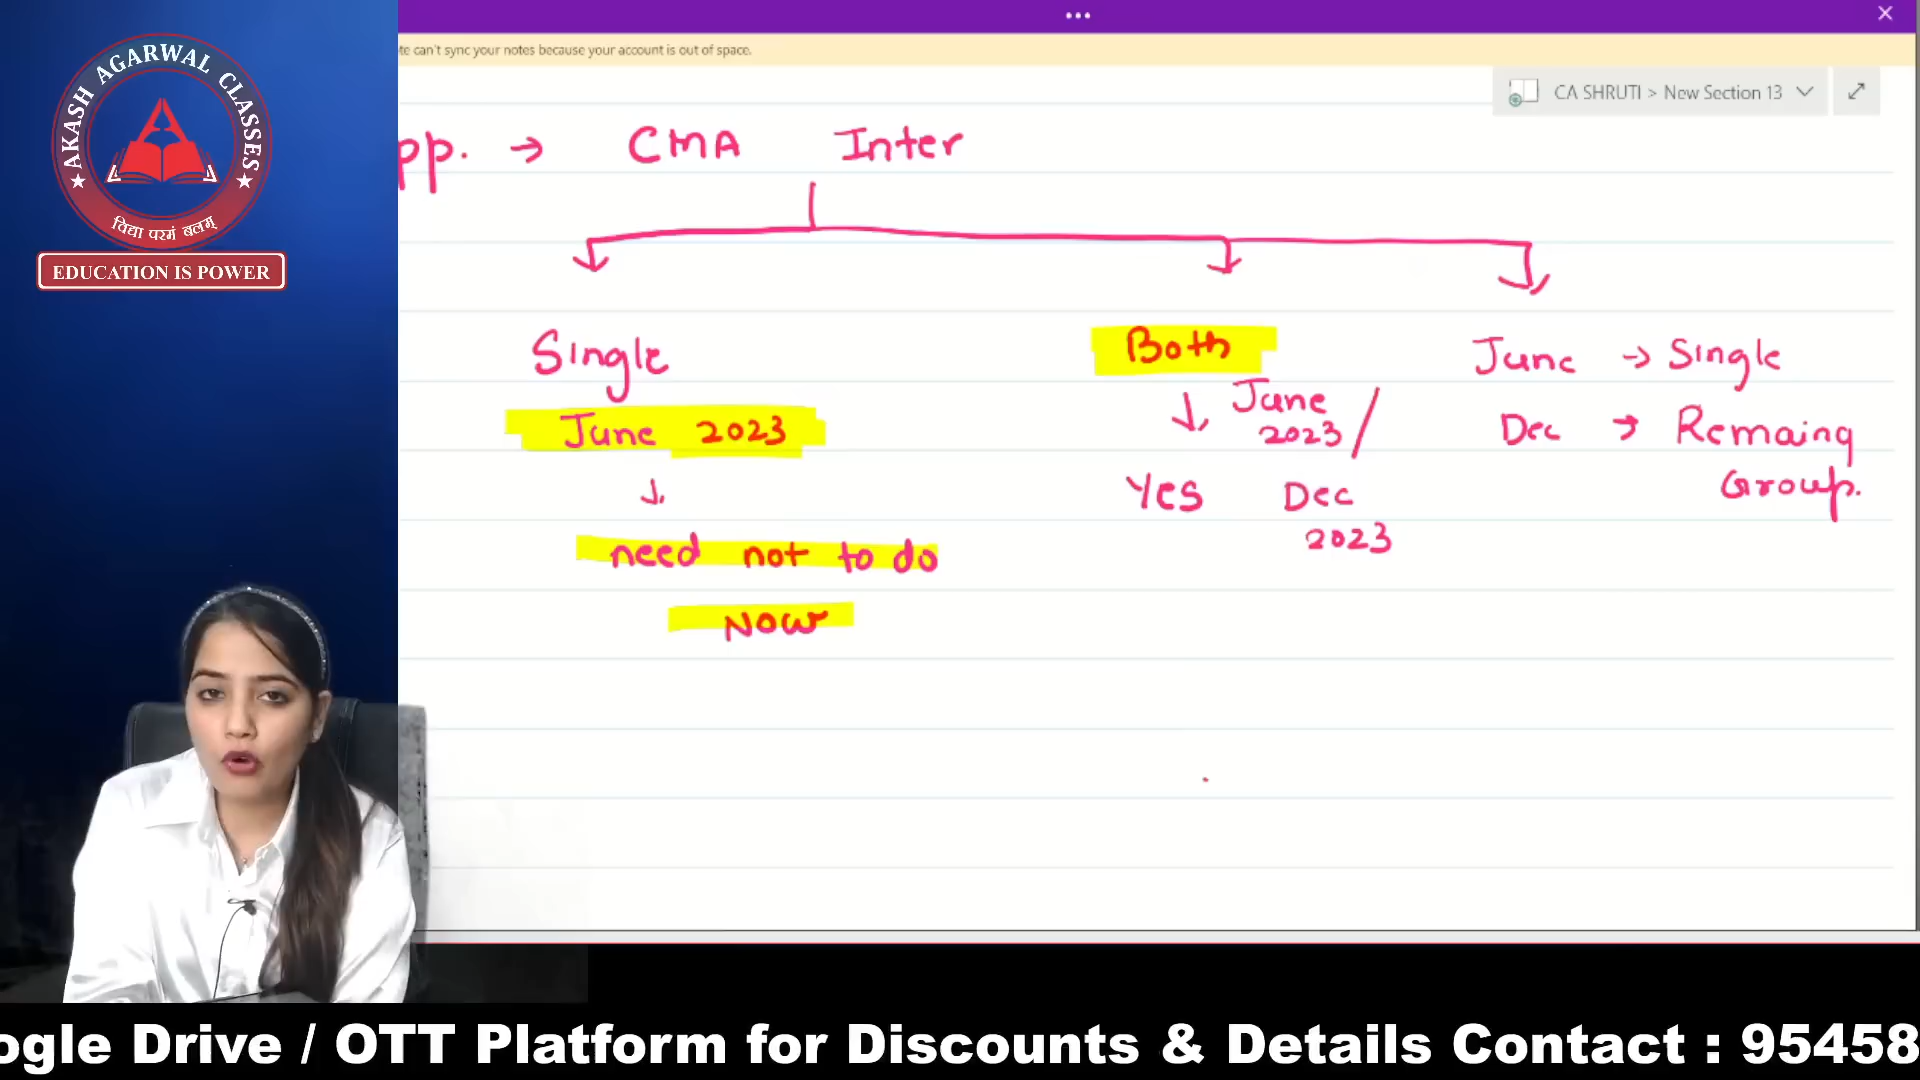 AKASH AGARWAL CLASSES
विद्या परमं बलम्
EDUCATION IS POWER
te can't sync your notes because your account is out of space.
CA SHRUTI > New Section 13
pp. → CMA Inter
Single
June 2023
↓
need not to do
Now
Both
↓ June 2023 /
Yes Dec 2023
June → Single
Dec → Remaing
Group.
ogle Drive / OTT Platform for Discounts & Details Contact : 95458